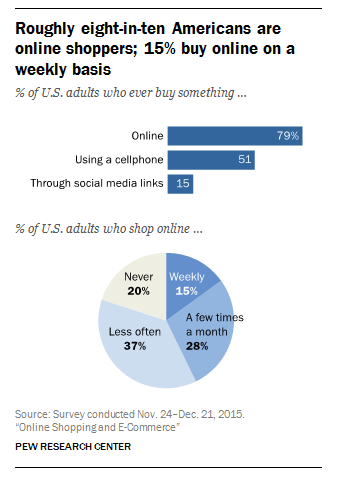 Roughly eight-in-ten Americans are
online shoppers; 15% buy online on a
weekly basis
% of U.S. adults who ever buy something ...
Online 79%
Using a cellphone 51
Through social media links 15
% of U.S. adults who shop online ...
Never
20%
Weekly
15%
A few times
a month
28%
Less often
37%
Source: Survey conducted Nov. 24–Dec. 21, 2015.
“Online Shopping and E-Commerce”
PEW RESEARCH CENTER